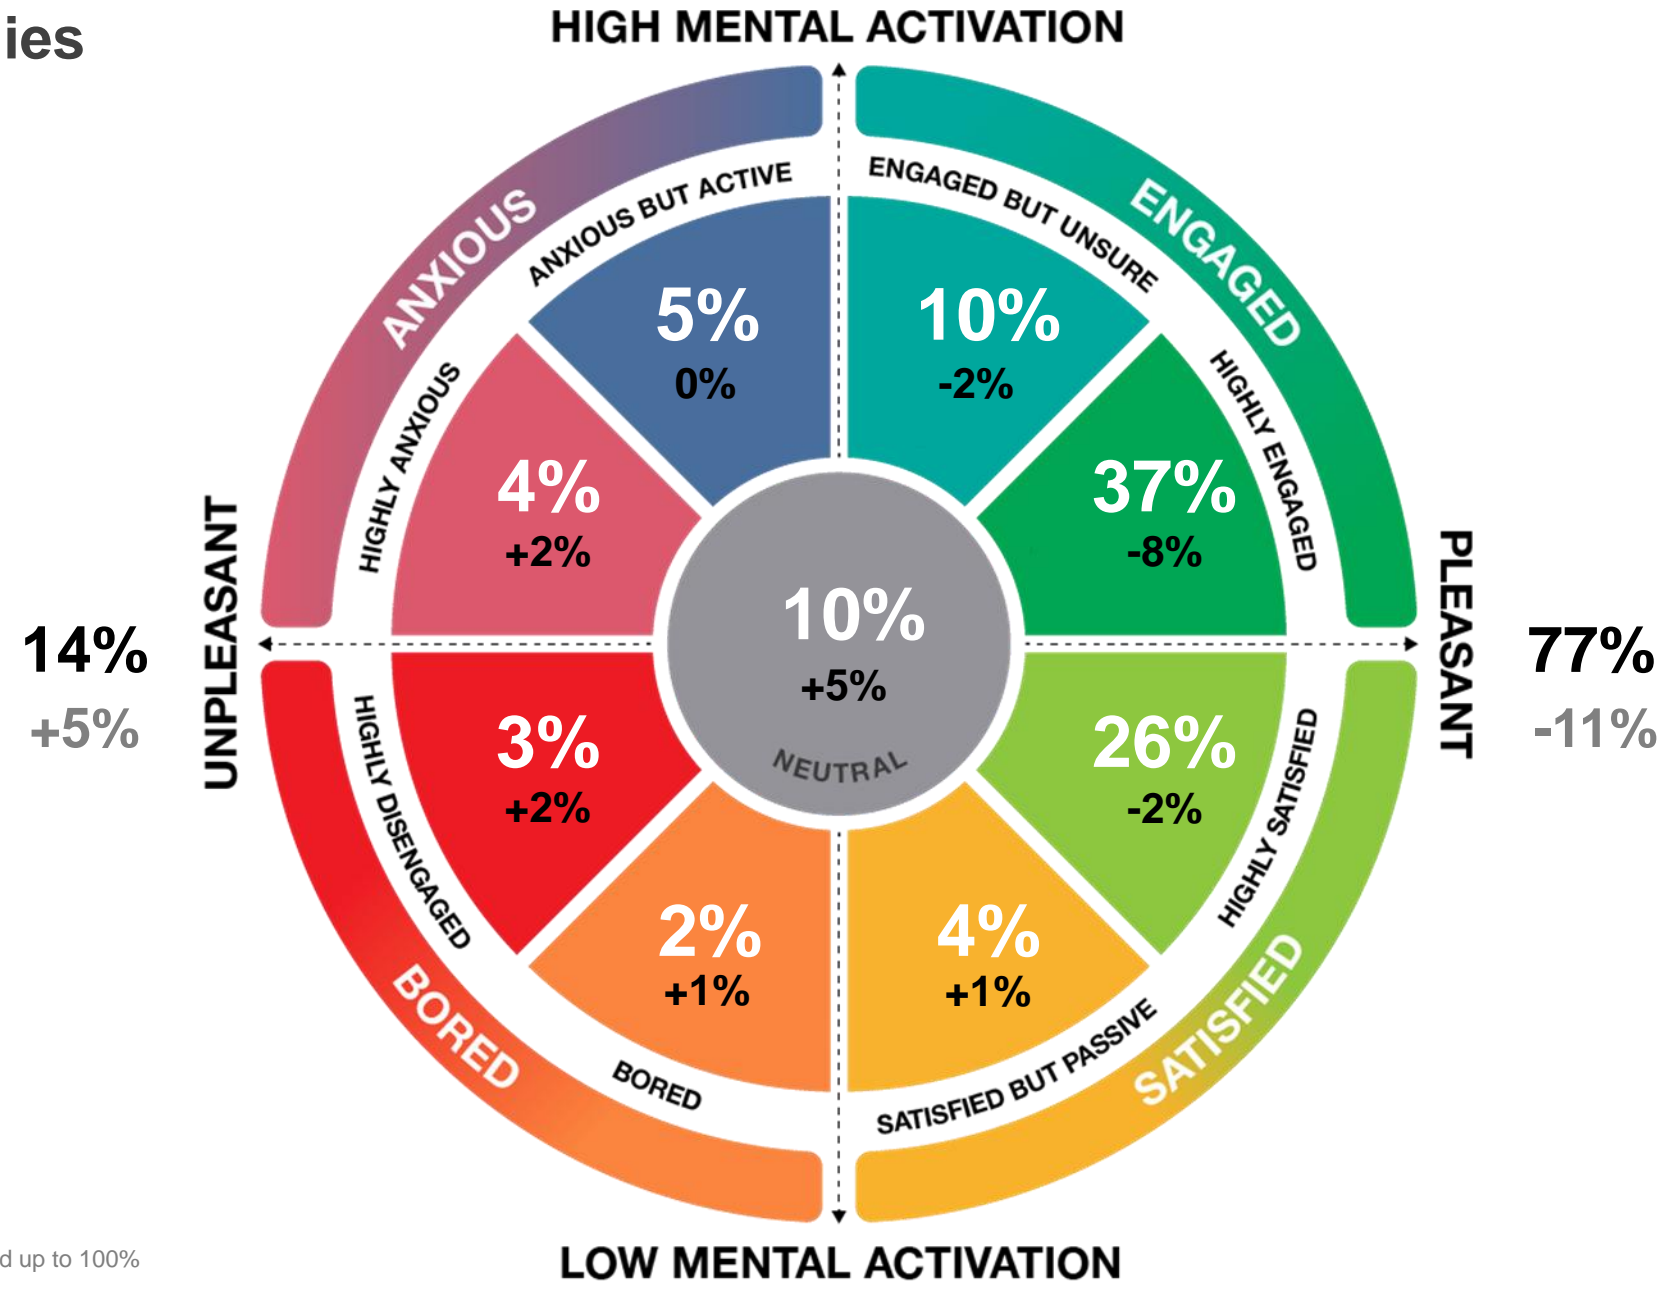 ies
HIGH MENTAL ACTIVATION
ANXIOUS
ANXIOUS BUT ACTIVE
5%
0%
ENGAGED BUT UNSURE
10%
-2%
ENGAGED
HIGHLY ANXIOUS
4%
+2%
HIGHLY ENGAGED
37%
-8%
UNPLEASANT
14%
+5%
10%
+5%
NEUTRAL
PLEASANT
77%
-11%
HIGHLY DISENGAGED
3%
+2%
HIGHLY SATISFIED
26%
-2%
BORED
BORED
2%
+1%
4%
+1%
SATISFIED BUT PASSIVE
SATISFIED
d up to 100%
LOW MENTAL ACTIVATION